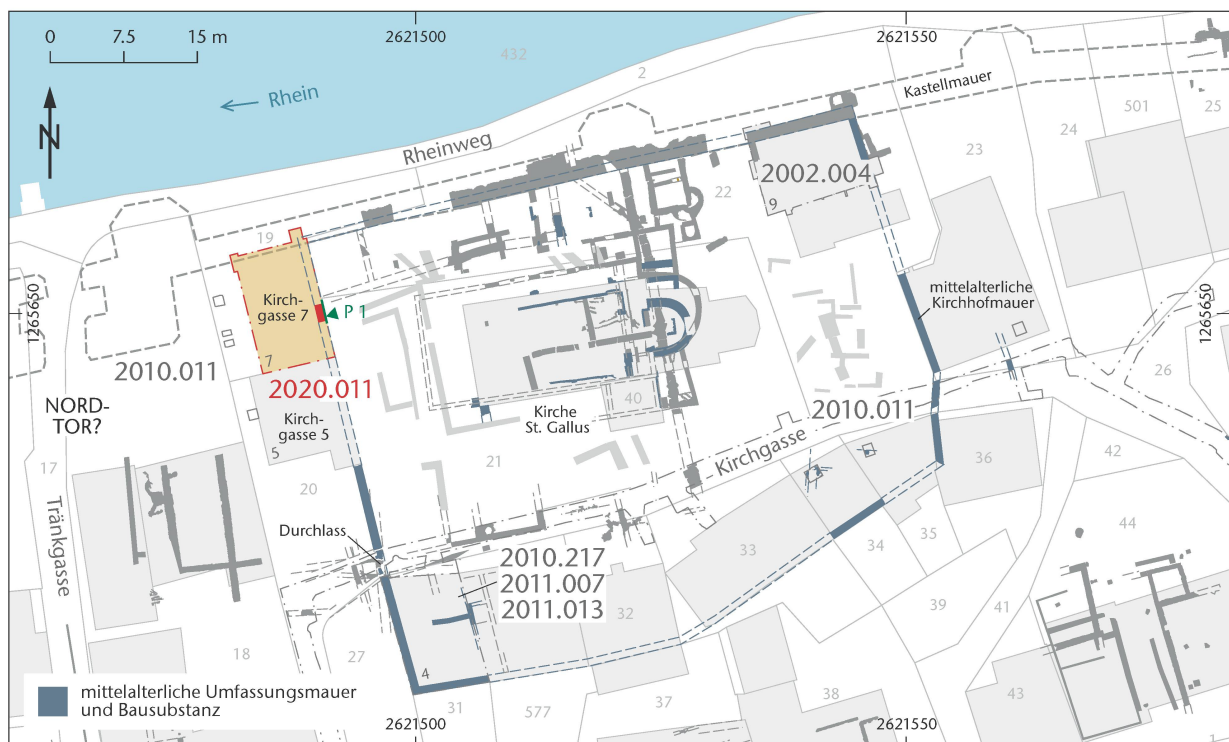 0 7.5 15 m
2621500
2621550
432
2
Rhein
N
Kastellmauer
501
25
24
Rheinweg
23
22
2002.004
9
19
1265650
Kirch-
gasse 7
P 1
mittelalterliche
Kirchhofmauer
1265650
7
2010.011
2020.011
26
NORD-
TOR?
Kirch-
gasse 5
5
Kirche
St. Gallus
40
2010.011
Kirchgasse
17
21
20
36
42
Tränkgasse
Durchlass
44
35
34
33
2010.217
2011.007
2011.013
39
41
32
18
27
4
31
577
37
38
43
mittelalterliche Umfassungsmauer
und Bausubstanz
2621500
2621550